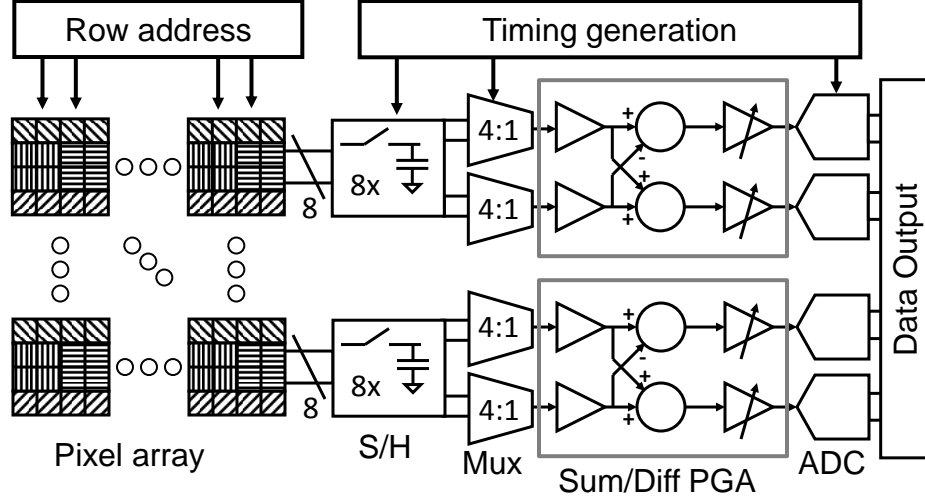 Row address
Timing generation
4:1
+
-
8x
8
4:1
+
+
Data Output
4:1
+
-
8x
8
4:1
+
+
Pixel array
S/H
Mux
Sum/Diff PGA
ADC